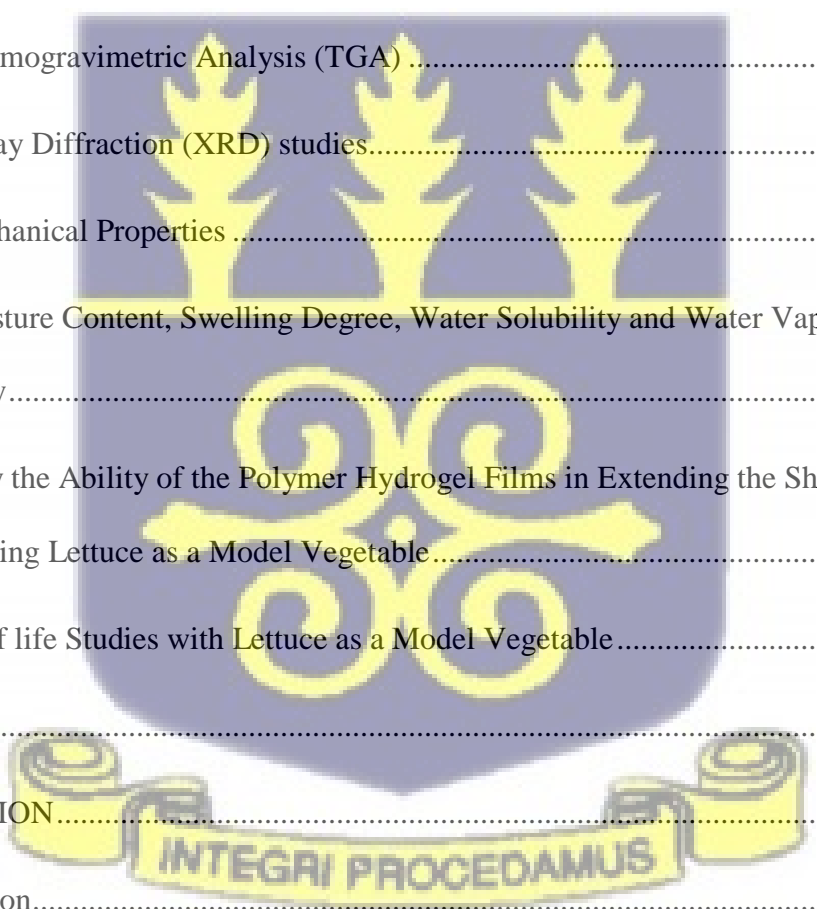 mogravimetric Analysis (TGA) ................................................
ay Diffraction (XRD) studies................................................
hanical Properties ................................................
sture Content, Swelling Degree, Water Solubility and Water Vap
y................................................
y the Ability of the Polymer Hydrogel Films in Extending the Sh
ing Lettuce as a Model Vegetable................................................
f life Studies with Lettuce as a Model Vegetable................................................
................................................
ION................................................
INTEGRI PROCEDAMUS
on................................................